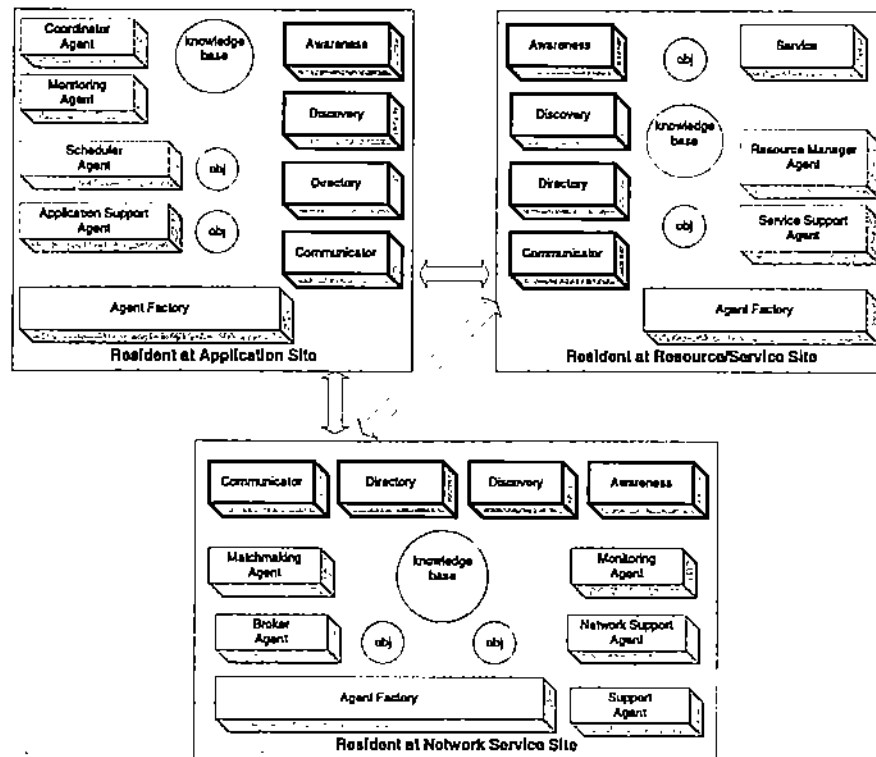 Coordinator
Agent
knowledge
base
Awareness
Monitoring
Agent
Discovery
Scheduler
Agent
obj
Directory
Application Support
Agent
obj
Communicator
Agent Factory
Resident at Application Site
Awareness
obj
Service
Discovery
knowledge
base
Resource Manager
Agent
Directory
obj
Service Support
Agent
Communicator
Agent Factory
Resident at Resource/Service Site
Communicator
Directory
Discovery
Awareness
Matchmaking
Agent
knowledge
base
Monitoring
Agent
Broker
Agent
obj
obj
Network Support
Agent
Agent Factory
Support
Agent
Resident at Network Service Site